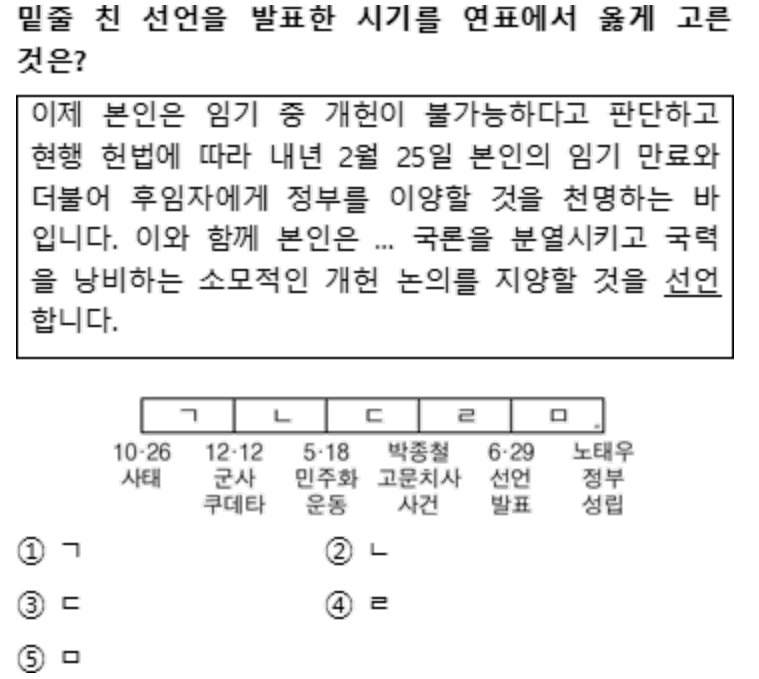 밑줄 친 선언을 발표한 시기를 연표에서 옳게 고른
것은?
이제 본인은 임기 중 개헌이 불가능하다고 판단하고
현행 헌법에 따라 내년 2월 25일 본인의 임기 만료와
더불어 후임자에게 정부를 이양할 것을 천명하는 바
입니다. 이와 함께 본인은 ... 국론을 분열시키고 국력
을 낭비하는 소모적인 개헌 논의를 지양할 것을 선언
합니다.
ㄱ ㄴ ㄷ ㄹ ㅁ
10·26 12·12 5·18 박종철 6·29 노태우
사태 군사 민주화 고문치사 선언 정부
쿠데타 운동 사건 발표 성립
① ㄱ ② ㄴ
③ ㄷ ④ ㄹ
⑤ ㅁ